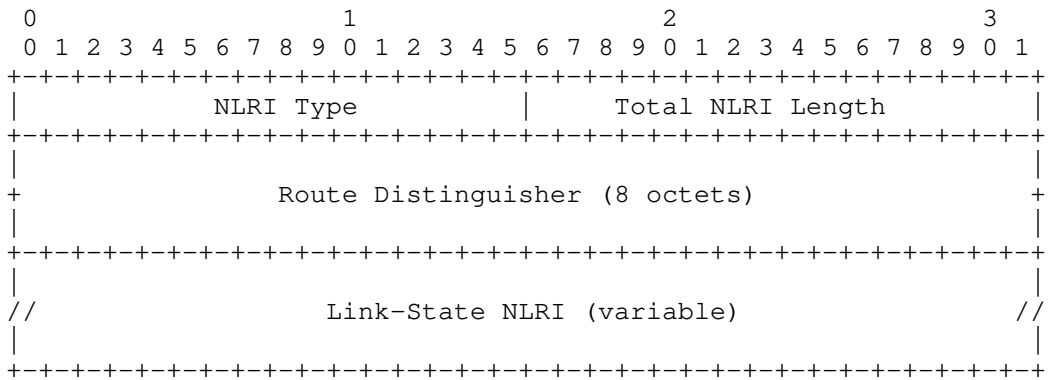 0                   1                   2                   3
 0 1 2 3 4 5 6 7 8 9 0 1 2 3 4 5 6 7 8 9 0 1 2 3 4 5 6 7 8 9 0 1
+-+-+-+-+-+-+-+-+-+-+-+-+-+-+-+-+-+-+-+-+-+-+-+-+-+-+-+-+-+-+-+-+
|            NLRI Type          |     Total NLRI Length         |
+-+-+-+-+-+-+-+-+-+-+-+-+-+-+-+-+-+-+-+-+-+-+-+-+-+-+-+-+-+-+-+-+
|                                                               |
+                Route Distinguisher (8 octets)                 +
|                                                               |
+-+-+-+-+-+-+-+-+-+-+-+-+-+-+-+-+-+-+-+-+-+-+-+-+-+-+-+-+-+-+-+-+
|                                                               |
//                  Link-State NLRI (variable)                 //
|                                                               |
+-+-+-+-+-+-+-+-+-+-+-+-+-+-+-+-+-+-+-+-+-+-+-+-+-+-+-+-+-+-+-+-+